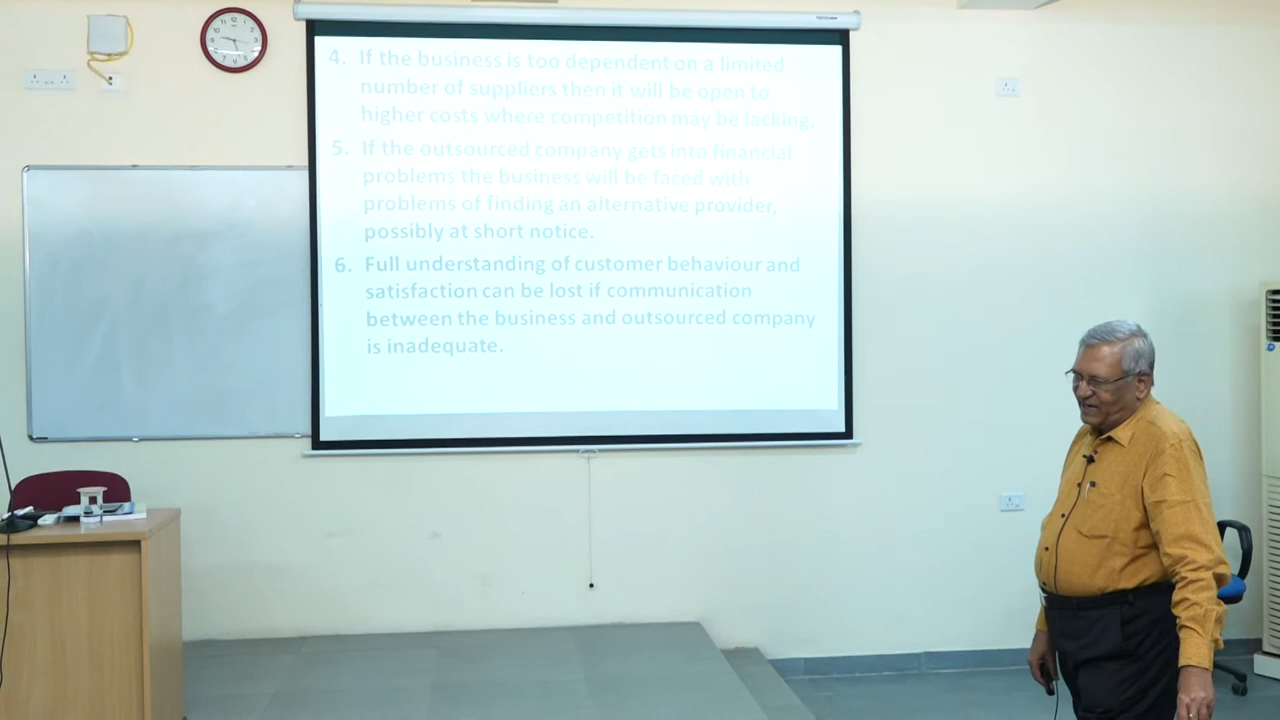 4. If the business is too dependent on a limited
number of suppliers then it will be open to
higher costs where competition may be lacking.
5. If the outsourced company gets into financial
problems the business will be faced with
problems of finding an alternative provider,
possibly at short notice.
6. Full understanding of customer behaviour and
satisfaction can be lost if communication
between the business and outsourced company
is inadequate.